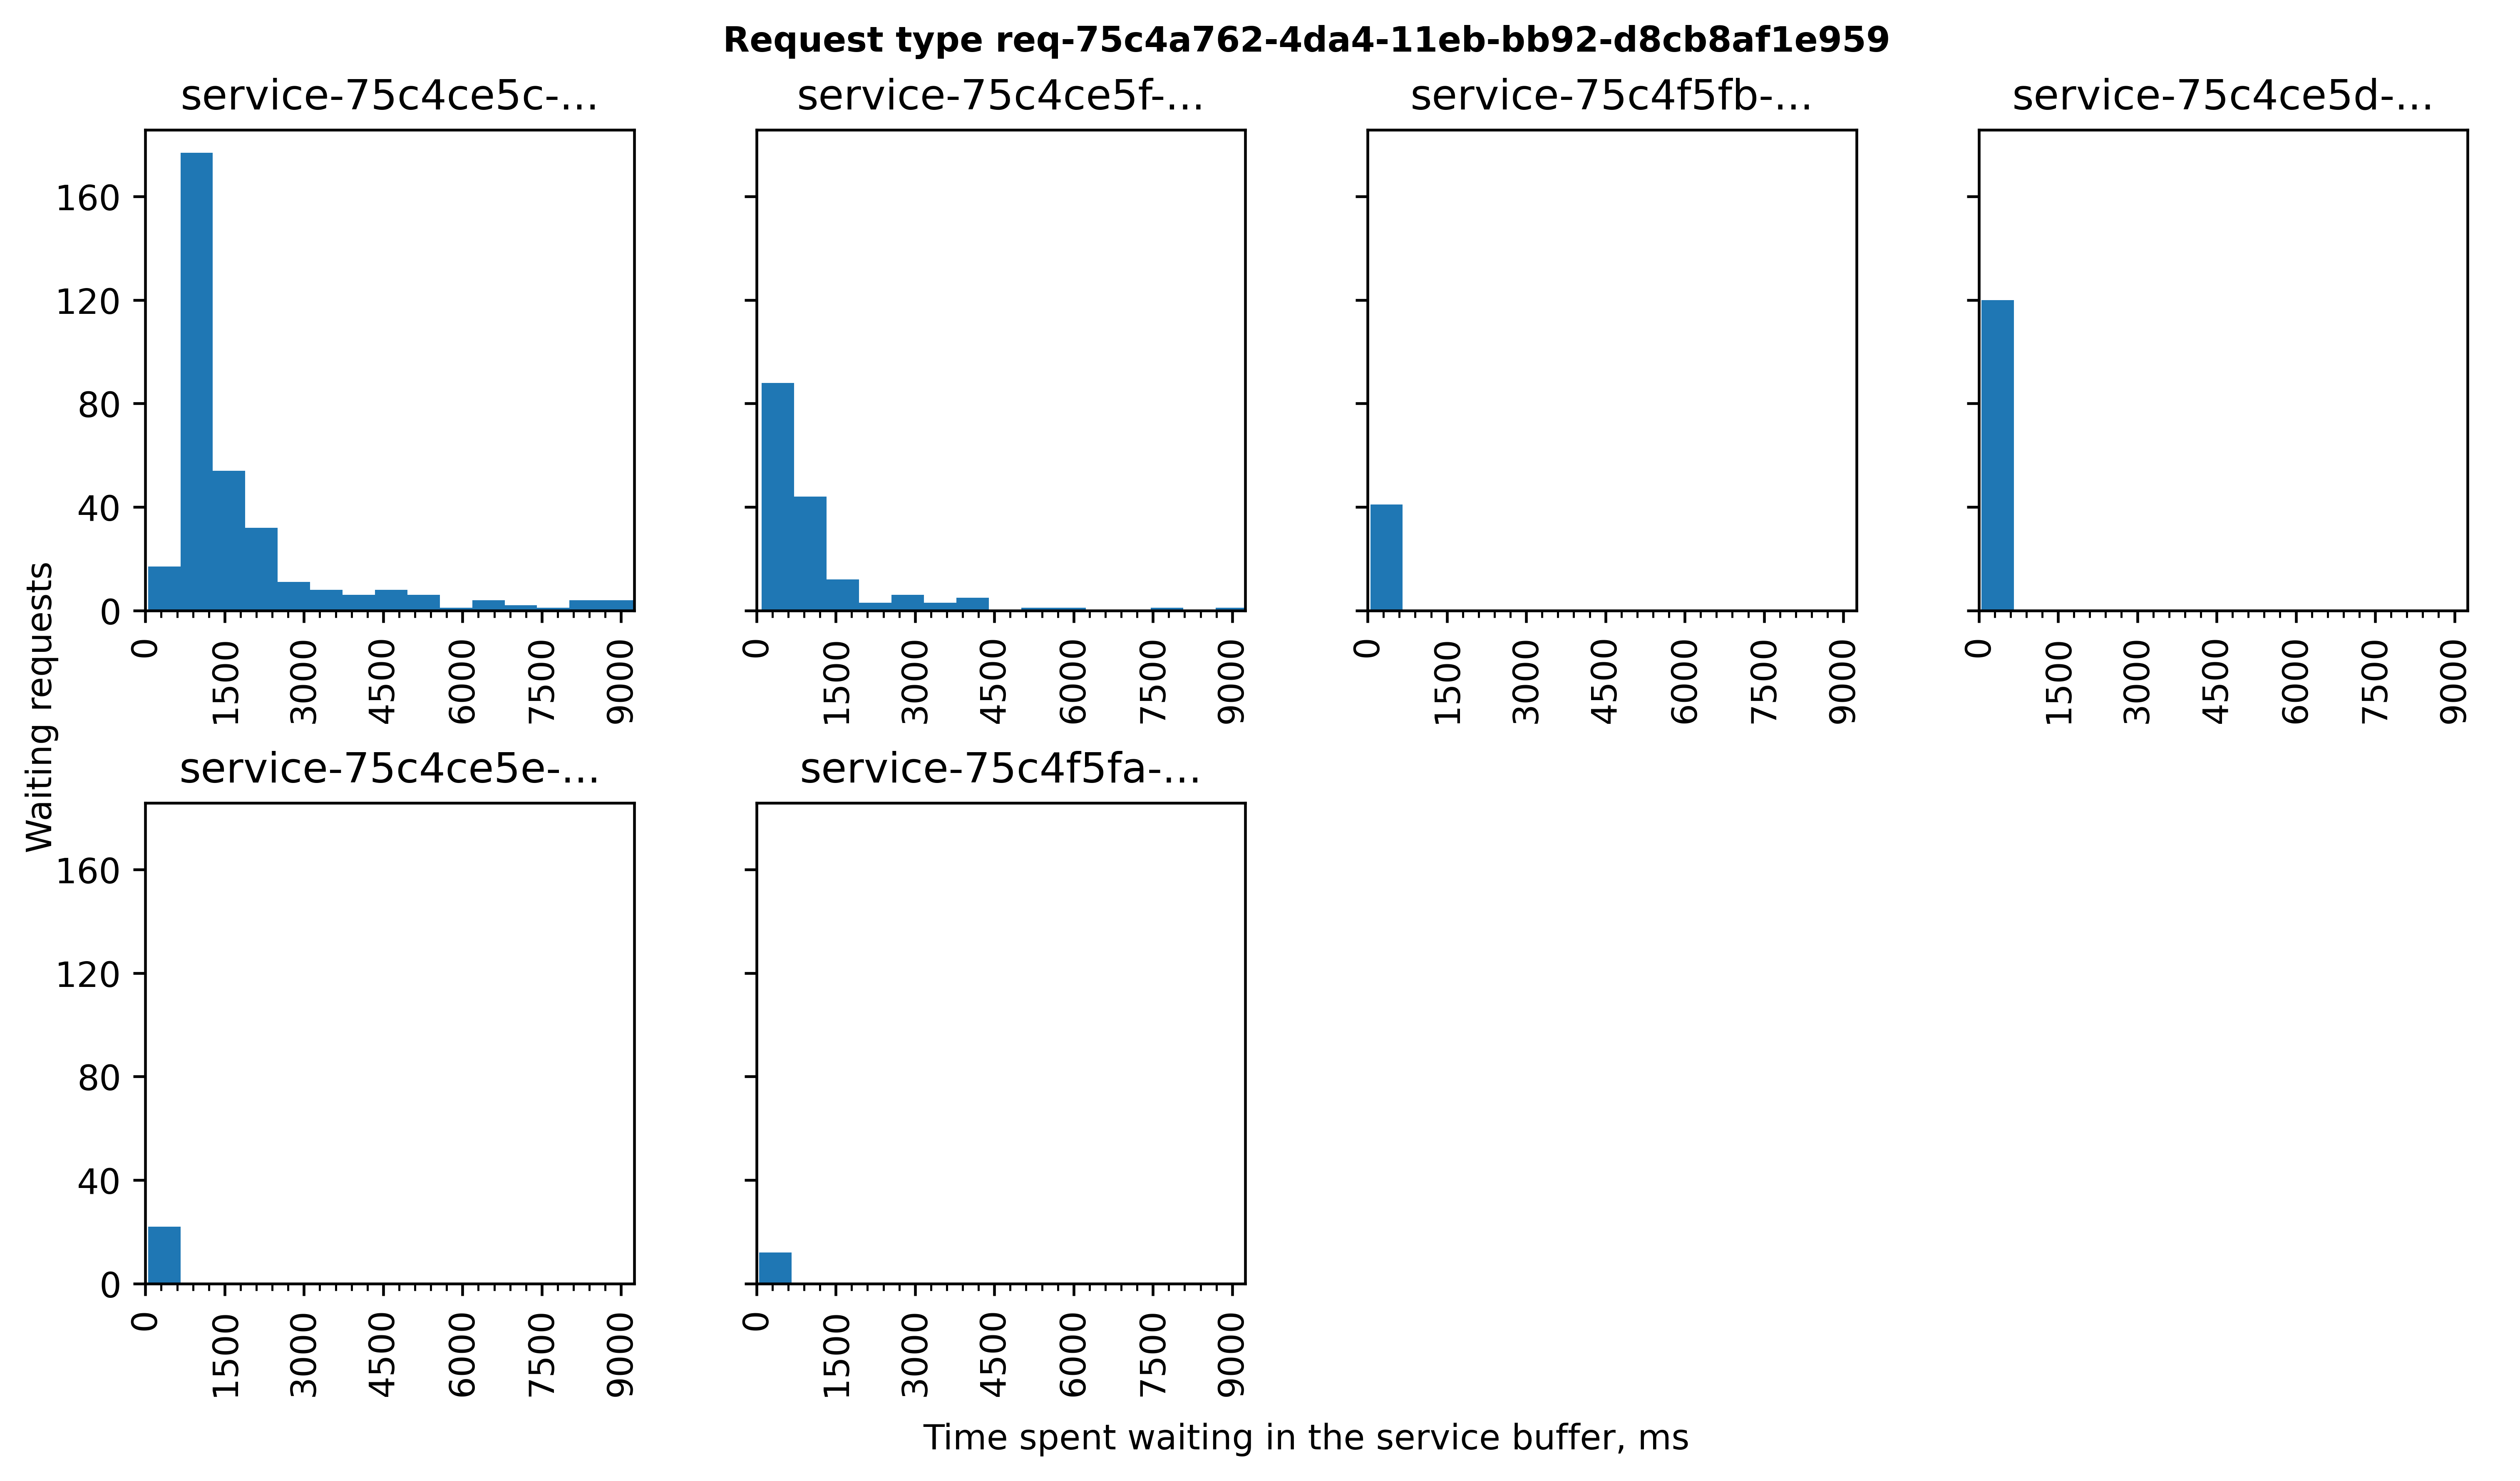 Request type req-75c4a762-4da4-11eb-bb92-d8cb8af1e959
service-75c4ce5c-...
service-75c4ce5f-...
service-75c4f5fb-...
service-75c4ce5d-...
160
120
80
40
0
0 1500 3000 4500 6000 7500 9000
0 1500 3000 4500 6000 7500 9000
0 1500 3000 4500 6000 7500 9000
0 1500 3000 4500 6000 7500 9000
Waiting requests
service-75c4ce5e-...
service-75c4f5fa-...
160
120
80
40
0
0 1500 3000 4500 6000 7500 9000
0 1500 3000 4500 6000 7500 9000
Time spent waiting in the service buffer, ms